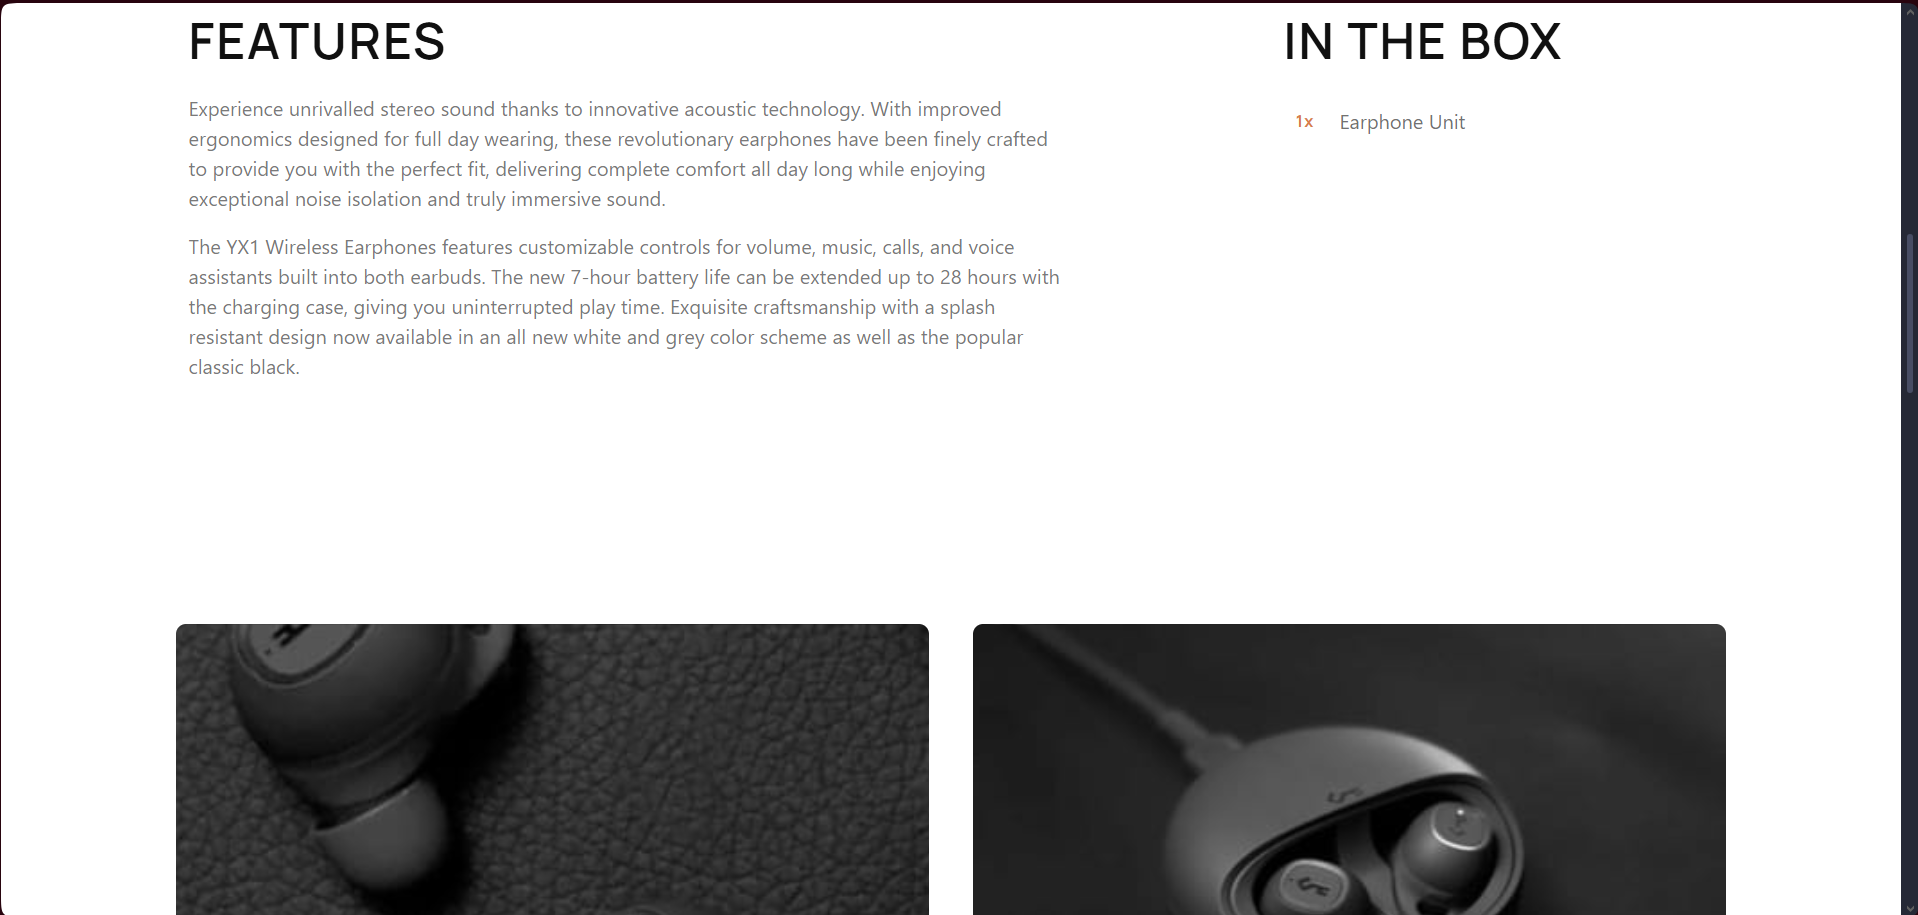 FEATURES
Experience unrivalled stereo sound thanks to innovative acoustic technology. With improved
ergonomics designed for full day wearing, these revolutionary earphones have been finely crafted
to provide you with the perfect fit, delivering complete comfort all day long while enjoying
exceptional noise isolation and truly immersive sound.
The YX1 Wireless Earphones features customizable controls for volume, music, calls, and voice
assistants built into both earbuds. The new 7-hour battery life can be extended up to 28 hours with
the charging case, giving you uninterrupted play time. Exquisite craftsmanship with a splash
resistant design now available in an all new white and grey color scheme as well as the popular
classic black.
IN THE BOX
1x Earphone Unit